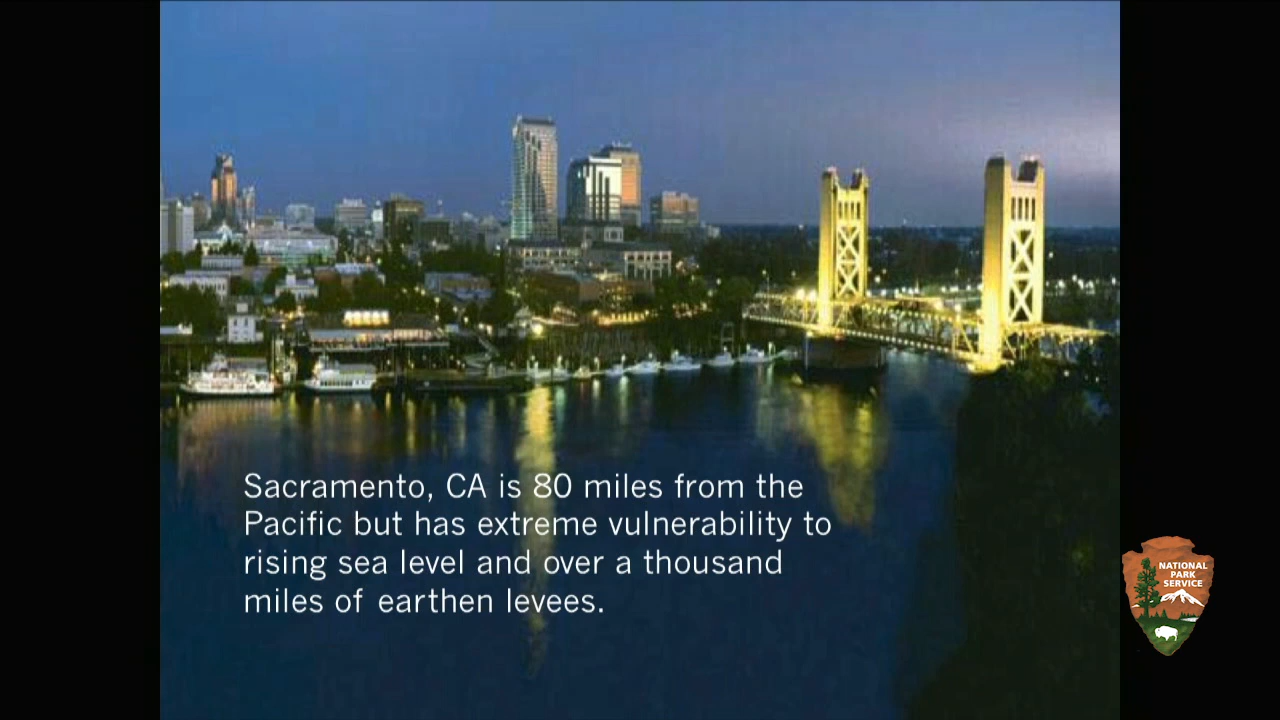 Sacramento, CA is 80 miles from the
Pacific but has extreme vulnerability to
rising sea level and over a thousand
miles of earthen levees.
NATIONAL
PARK
SERVICE